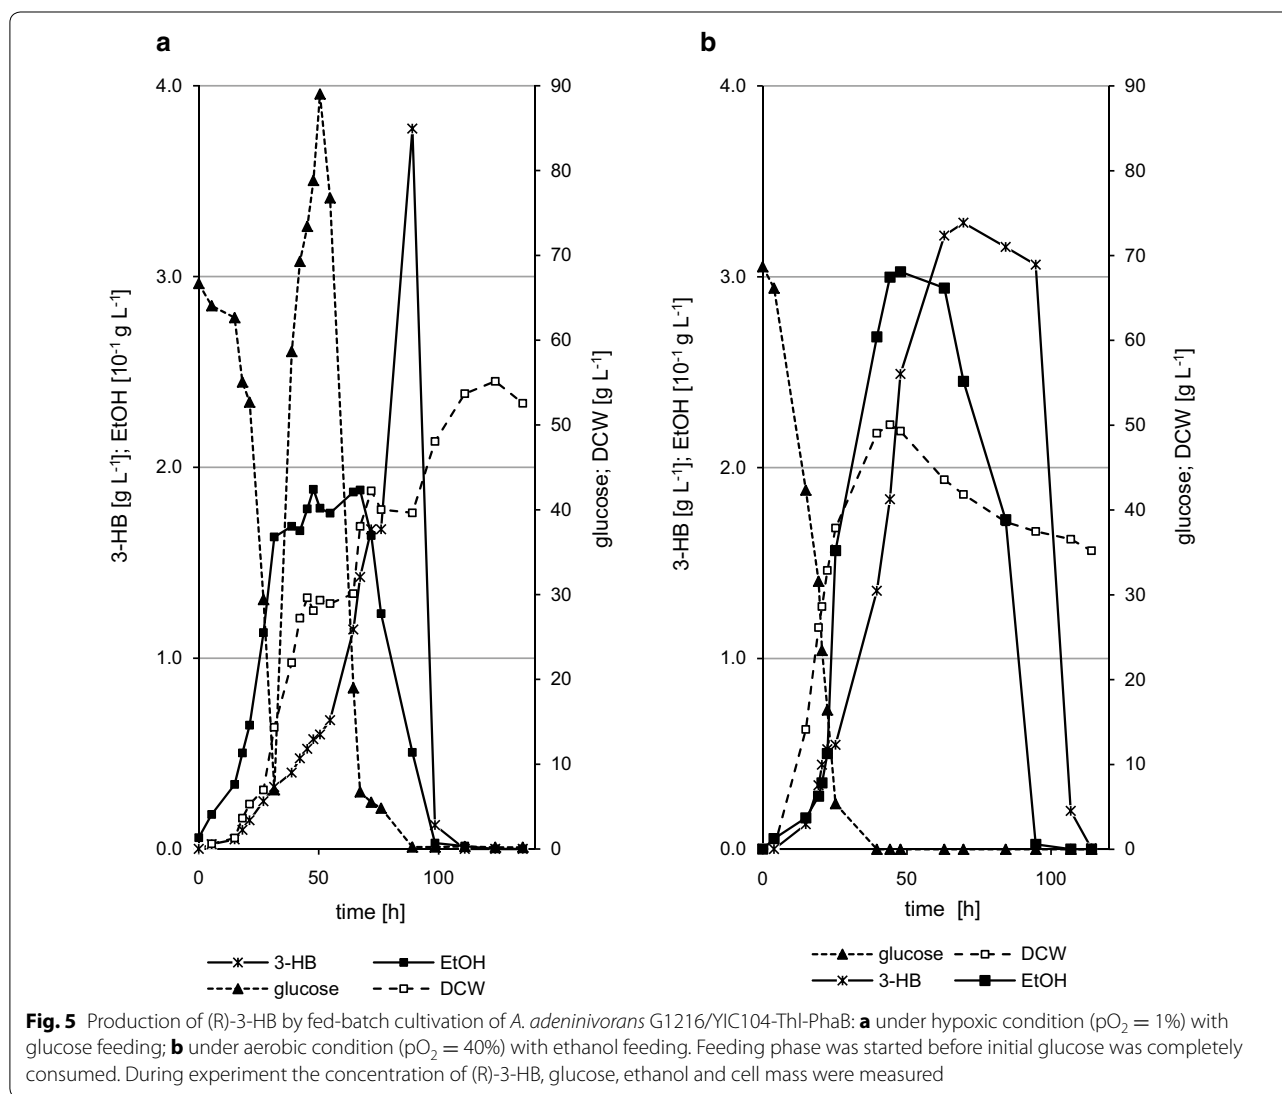 a
b
4.0
3.0
2.0
1.0
0.0
90
80
70
60
50
40
30
20
10
0
3-HB [g L-1]; EtOH [10-1 g L-1]
glucose; DCW [g L-1]
0
50
100
time [h]
3-HB
EtOH
glucose
DCW
4.0
3.0
2.0
1.0
0.0
90
80
70
60
50
40
30
20
10
0
3-HB [g L-1]; EtOH [10-1 g L-1]
glucose; DCW [g L-1]
0
50
100
time [h]
glucose
DCW
3-HB
EtOH
Fig. 5 Production of (R)-3-HB by fed-batch cultivation of A. adeninivorans G1216/YIC104-Thl-PhaB: a under hypoxic condition (pO2 = 1%) with
glucose feeding; b under aerobic condition (pO2 = 40%) with ethanol feeding. Feeding phase was started before initial glucose was completely
consumed. During experiment the concentration of (R)-3-HB, glucose, ethanol and cell mass were measured